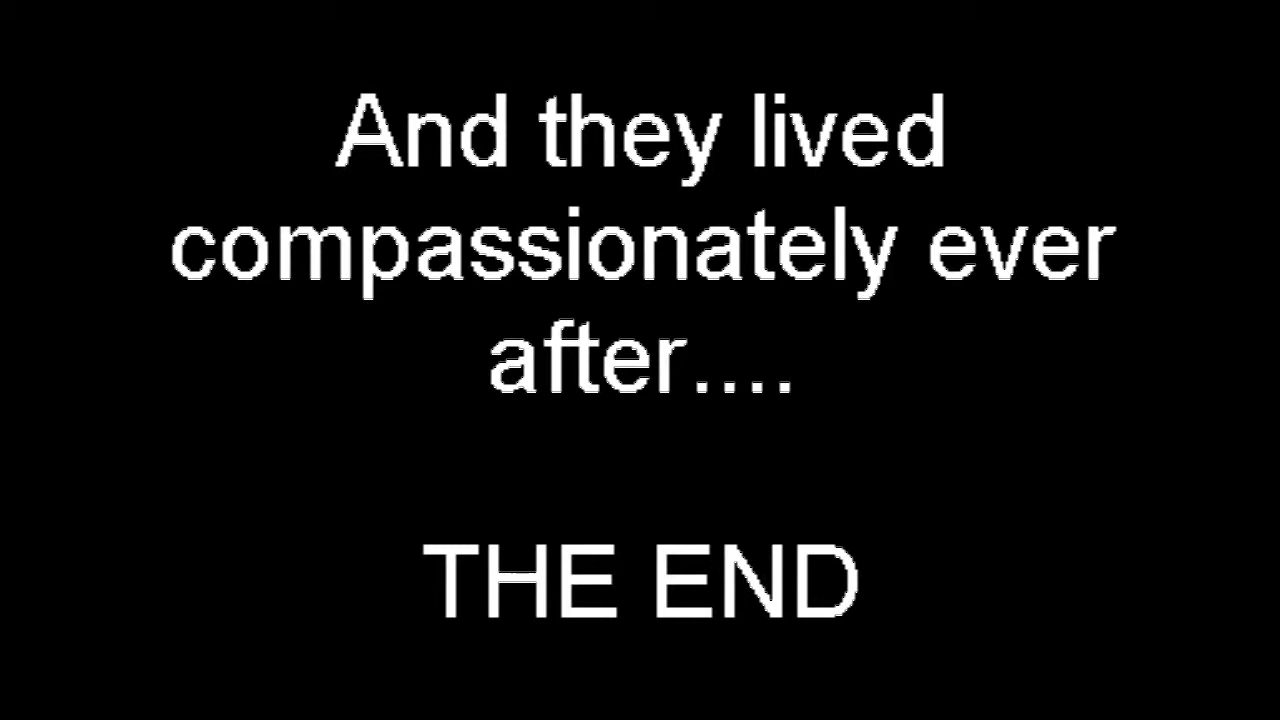 And they lived
compassionately ever
after....
THE END